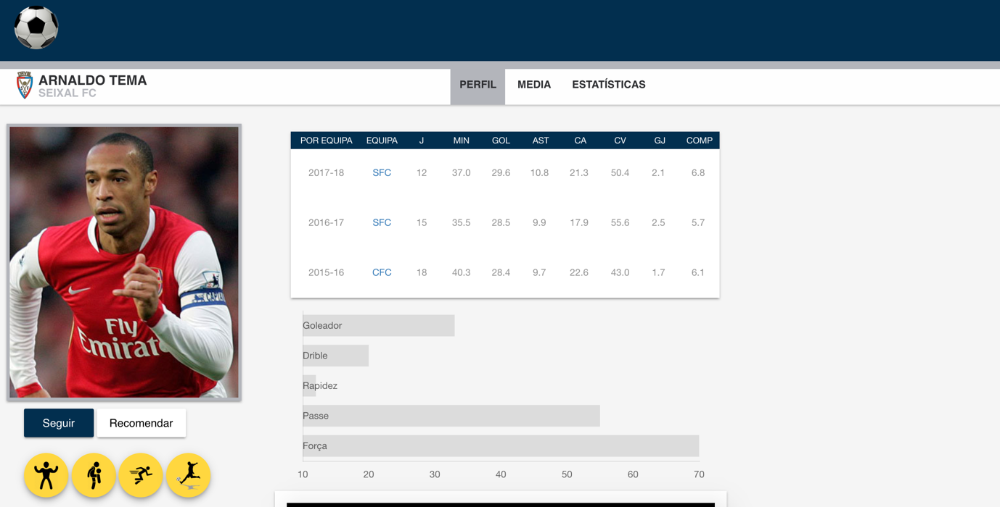 ARNALDO TEMA
SEIXAL FC
PERFIL MEDIA ESTATÍSTICAS
POR EQUIPA EQUIPA J MIN GOL AST CA CV GJ COMP
2017-18 SFC 12 37.0 29.6 10.8 21.3 50.4 2.1 6.8
2016-17 SFC 15 35.5 28.5 9.9 17.9 55.6 2.5 5.7
2015-16 CFC 18 40.3 28.4 9.7 22.6 43.0 1.7 6.1
Fly
Emirat
CAPTA
Goleador
Drible
Rapidez
Passe
Força
10 20 30 40 50 60 70
Seguir Recomendar